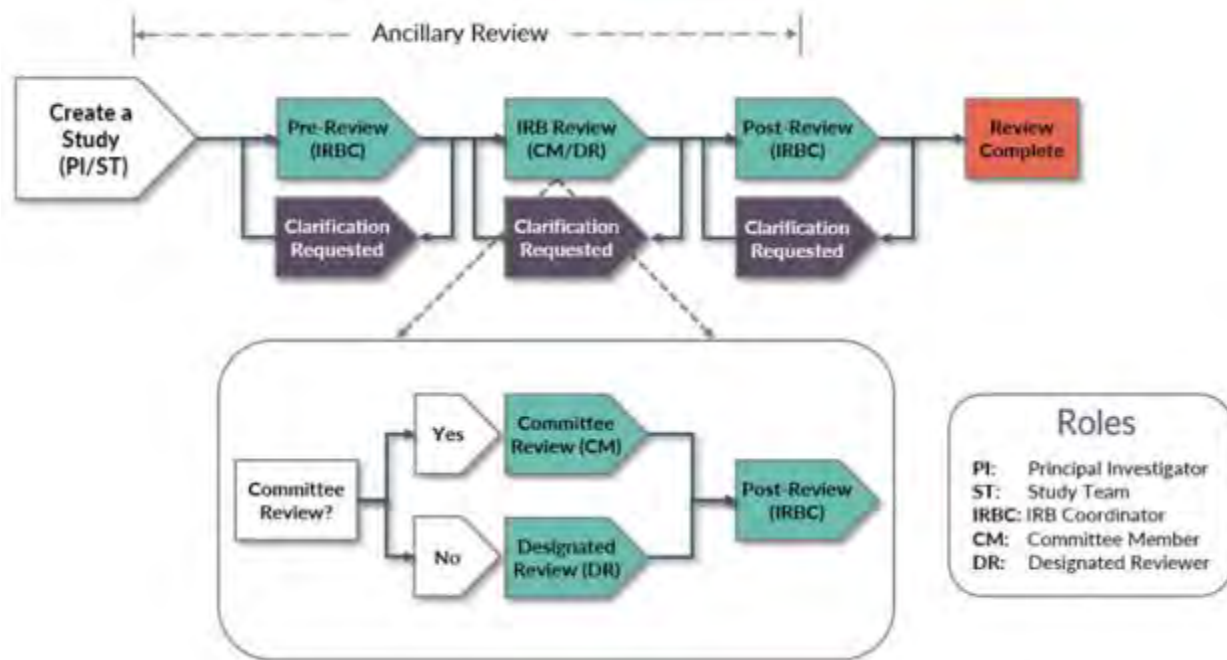 Ancillary Review
Create a
Study
(PI/ST)
Pre-Review
(IRBC)
IRB Review
(CM/DR)
Post-Review
(IRBC)
Review
Complete
Clarification
Requested
Clarification
Requested
Clarification
Requested
Committee
Review?
Yes
Committee
Review (CM)
No
Designated
Review (DR)
Post-Review
(IRBC)
Roles
PI: Principal Investigator
ST: Study Team
IRBC: IRB Coordinator
CM: Committee Member
DR: Designated Reviewer